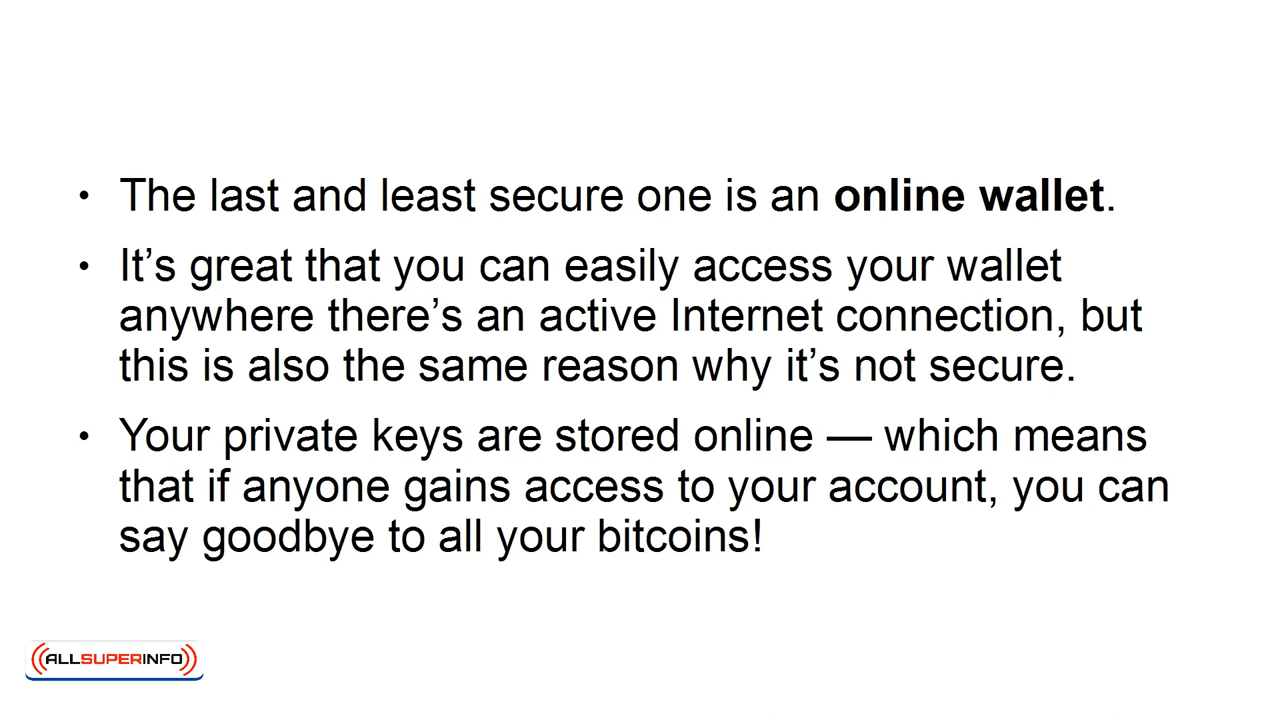 • The last and least secure one is an online wallet.
• It’s great that you can easily access your wallet
anywhere there’s an active Internet connection, but
this is also the same reason why it’s not secure.
• Your private keys are stored online — which means
that if anyone gains access to your account, you can
say goodbye to all your bitcoins!
ALLSUPERINFO